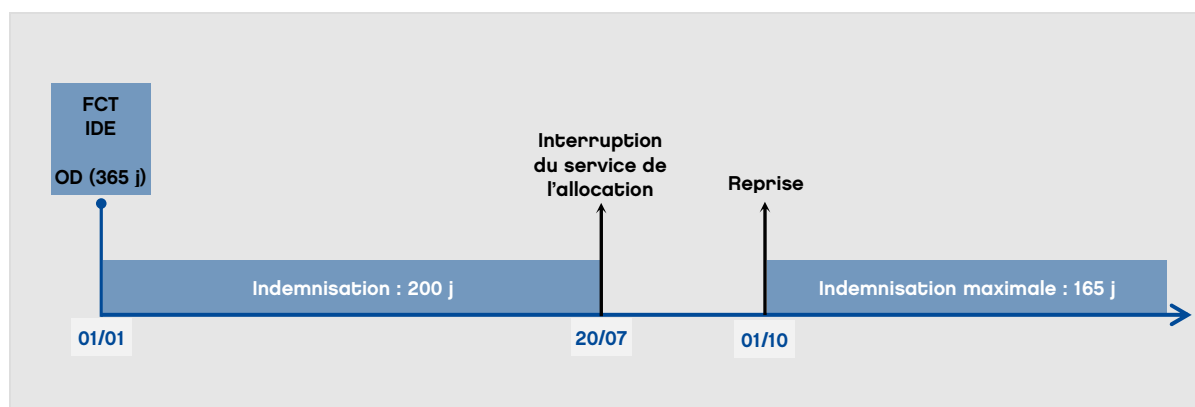 FCT
IDE
OD (365 j)
Interruption
du service de
l'allocation
Reprise
Indemnisation : 200 j
Indemnisation maximale : 165 j
01/01
20/07
01/10